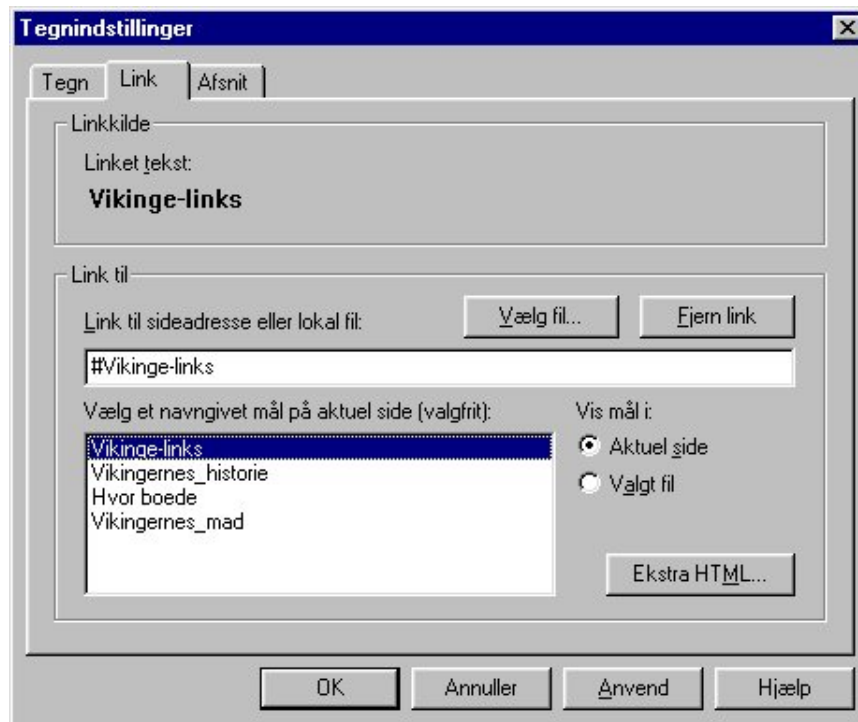 Tegnindstillinger
Tegn Link Afsnit
Linkkilde
Linket tekst:
Vikinge-links
Link til
Link til sideadresse eller lokal fil: Vælg fil... Fjern link
#Vikinge-links
Vælg et navngivet mål på aktuel side (valgfrit): Vis mål i:
Vikinge-links
Aktuel side
Vikingernes_historie
Valgt fil
Hvor boede
Vikingernes_mad
Ekstra HTML...
OK Annuller Anvend Hjælp